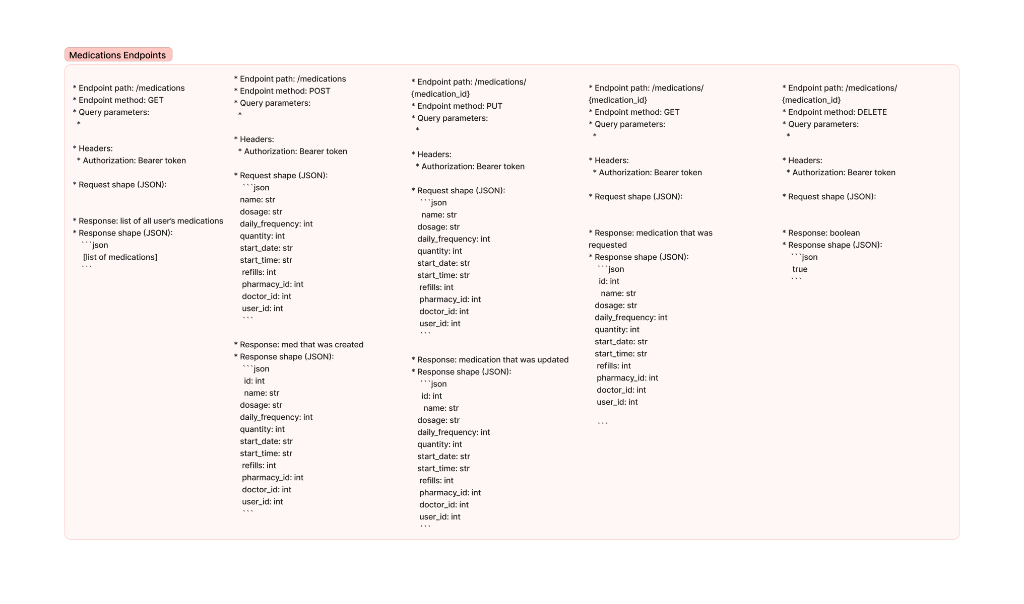 Medications Endpoints
* Endpoint path: /medications
* Endpoint method: GET
* Query parameters:
*
* Headers:
* Authorization: Bearer token
* Request shape (JSON):
* Response: list of all user's medications
* Response shape (JSON):
```json
[list of medications]
```
* Endpoint path: /medications
* Endpoint method: POST
* Query parameters:
*
* Headers:
* Authorization: Bearer token
* Request shape (JSON):
```json
name: str
dosage: str
daily_frequency: int
quantity: int
start_date: str
start_time: str
refills: int
pharmacy_id: int
doctor_id: int
user_id: int
```
* Response: med that was created
* Response shape (JSON):
```json
id: int
name: str
dosage: str
daily_frequency: int
quantity: int
start_date: str
start_time: str
refills: int
pharmacy_id: int
doctor_id: int
user_id: int
```
* Endpoint path: /medications/
{medication_id}
* Endpoint method: PUT
* Query parameters:
*
* Headers:
* Authorization: Bearer token
* Request shape (JSON):
```json
name: str
dosage: str
daily_frequency: int
quantity: int
start_date: str
start_time: str
refills: int
pharmacy_id: int
doctor_id: int
user_id: int
```
* Response: medication that was updated
* Response shape (JSON):
```json
id: int
name: str
dosage: str
daily_frequency: int
quantity: int
start_date: str
start_time: str
refills: int
pharmacy_id: int
doctor_id: int
user_id: int
```
* Endpoint path: /medications/
{medication_id}
* Endpoint method: GET
* Query parameters:
*
* Headers:
* Authorization: Bearer token
* Request shape (JSON):
* Response: medication that was
requested
* Response shape (JSON):
```json
id: int
name: str
dosage: str
daily_frequency: int
quantity: int
start_date: str
start_time: str
refills: int
pharmacy_id: int
doctor_id: int
user_id: int
```
* Endpoint path: /medications/
{medication_id}
* Endpoint method: DELETE
* Query parameters:
*
* Headers:
* Authorization: Bearer token
* Request shape (JSON):
* Response: boolean
* Response shape (JSON):
```json
true
```